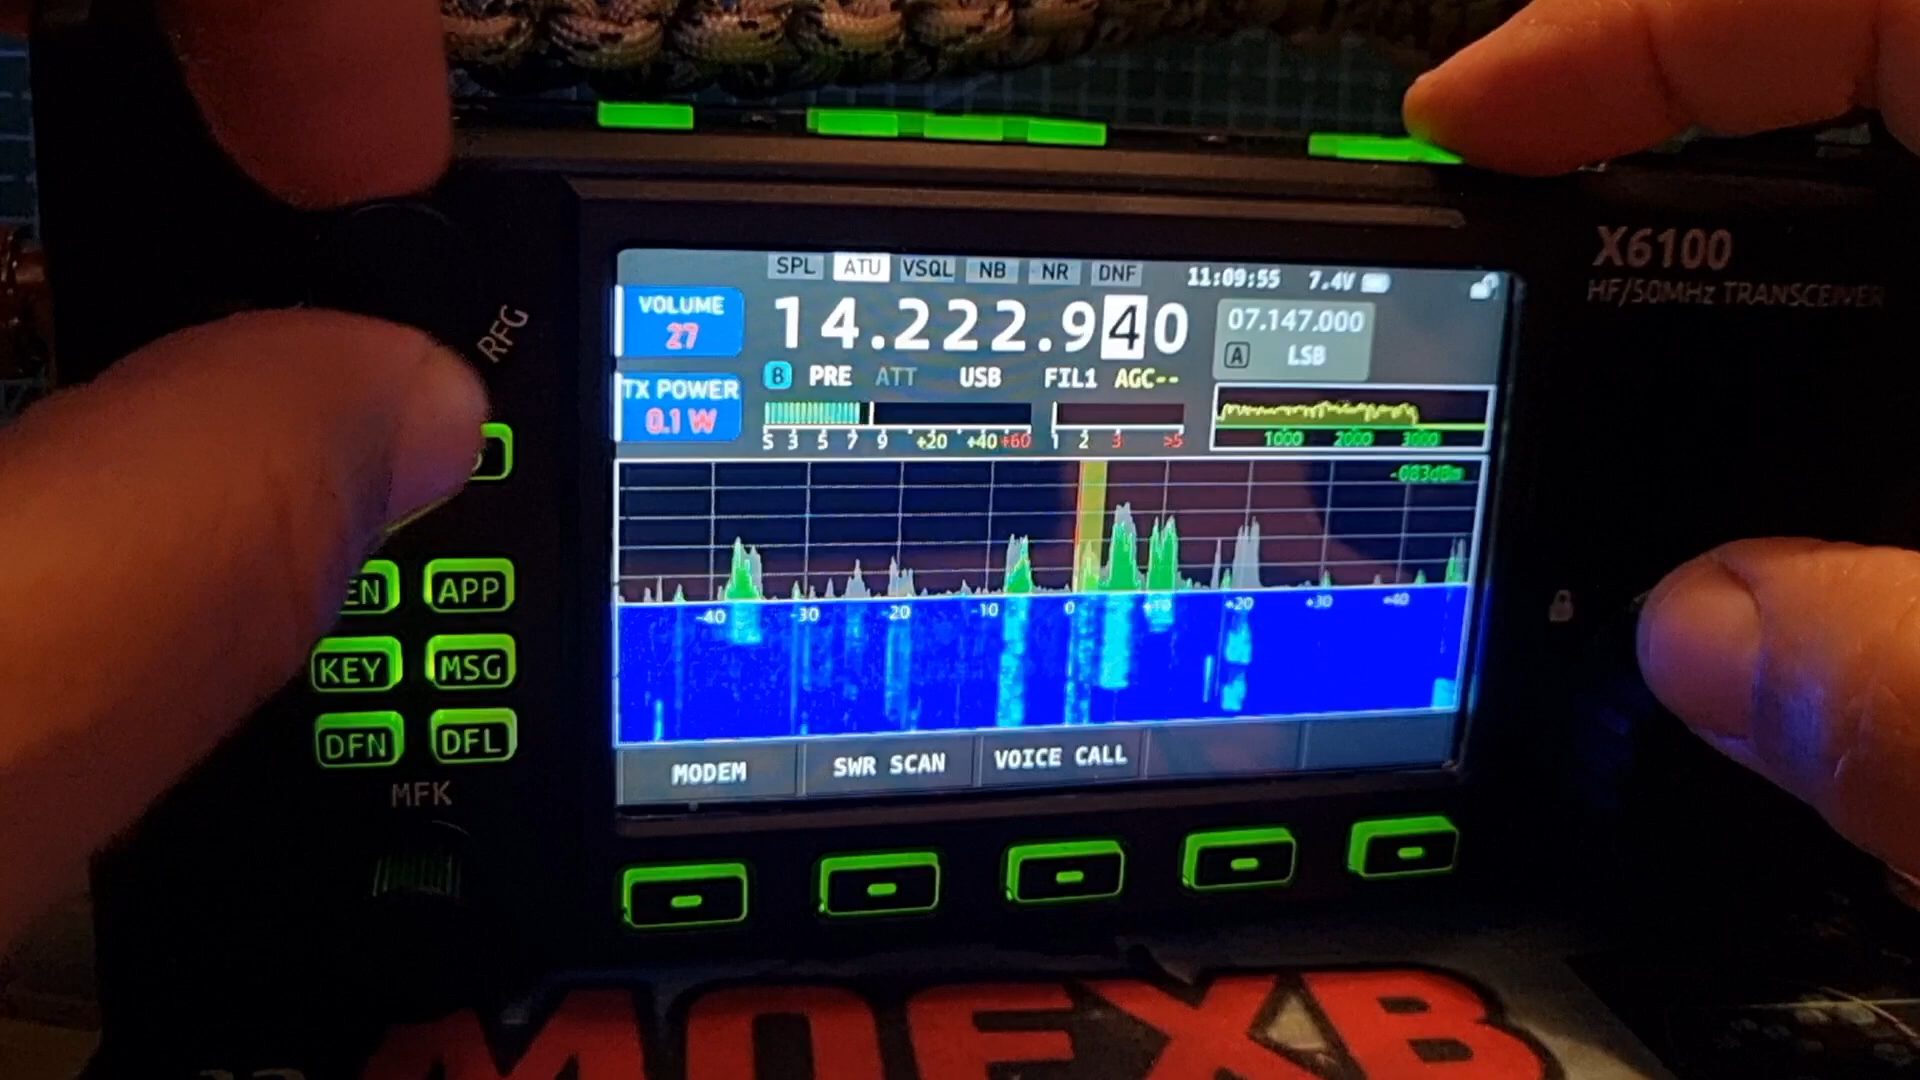 SPL ATU VSQL NB NR DNF 11:09:55 7.4V
X6100
HF/50MHz TRANSCEIVER
VOLUME
27
14.222.940
07.147.000
A LSB
RFG
B PRE ATT USB FIL1 AGC--
TX POWER
0.1 W
S 3 5 7 9 +20 +40 +60 1 2 3 >5
1000 2000 3000
-083dBm
-40 -30 -20 -10 0 +10 +20 +30 +40
EN APP
KEY MSG
DFN DFL
MFK
MODEM SWR SCAN VOICE CALL
M0FXB